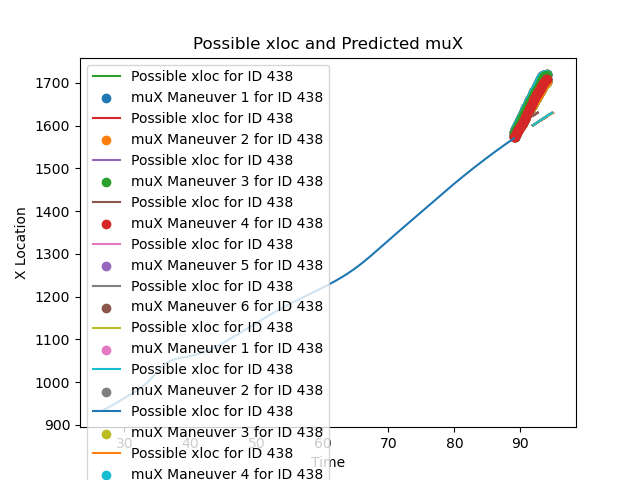 Possible xloc and Predicted muX
1700
1600
1500
1400
1300
1200
1100
1000
900
X Location
Possible xloc for ID 438
muX Maneuver 1 for ID 438
Possible xloc for ID 438
muX Maneuver 2 for ID 438
Possible xloc for ID 438
muX Maneuver 3 for ID 438
Possible xloc for ID 438
muX Maneuver 4 for ID 438
Possible xloc for ID 438
muX Maneuver 5 for ID 438
Possible xloc for ID 438
muX Maneuver 6 for ID 438
Possible xloc for ID 438
muX Maneuver 1 for ID 438
Possible xloc for ID 438
muX Maneuver 2 for ID 438
Possible xloc for ID 438
muX Maneuver 3 for ID 438
Possible xloc for ID 438
muX Maneuver 4 for ID 438
30 40 50 60 70 80 90
Time